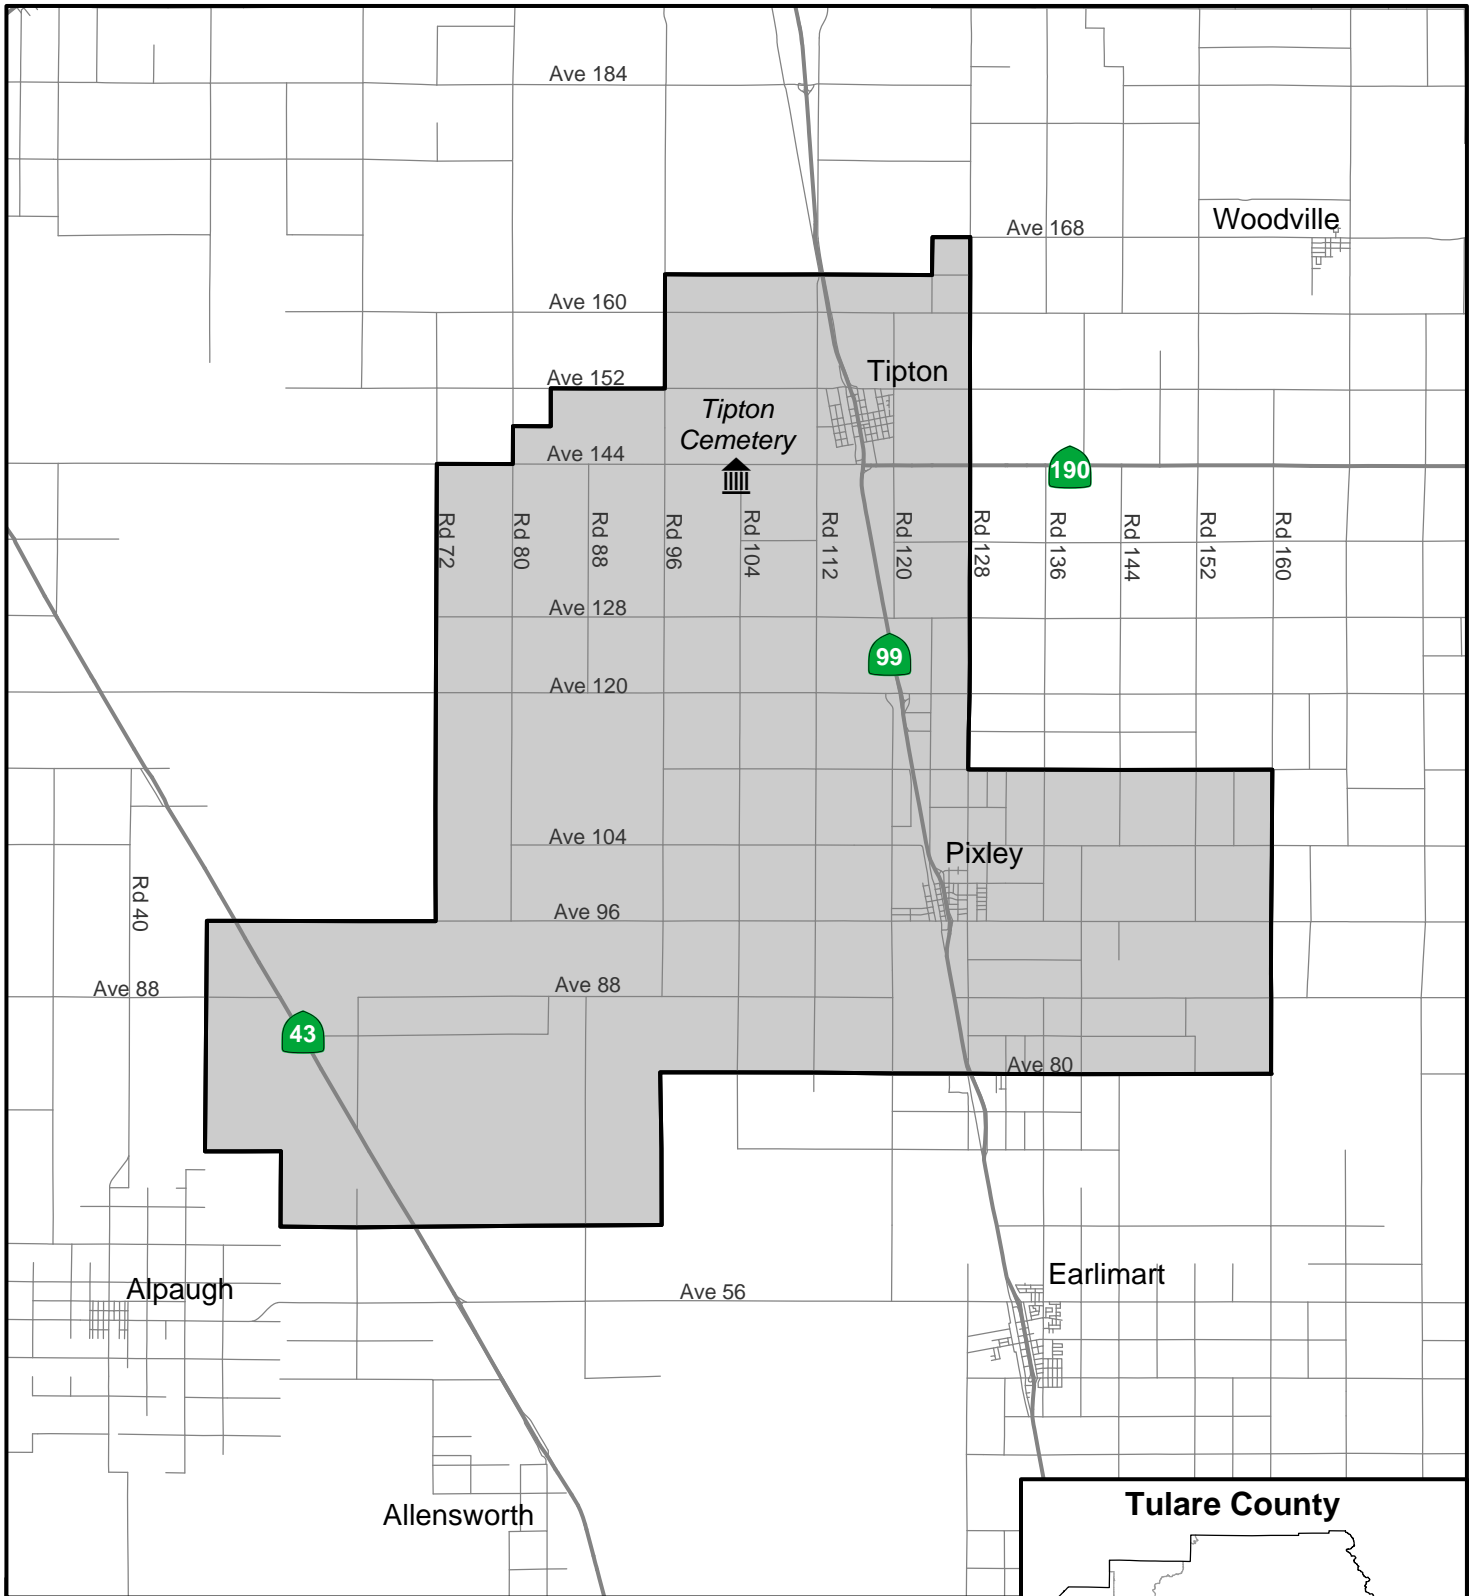 Ave 184
Ave 168
Woodville
Ave 160
Ave 152
Tipton
Tipton
Cemetery
Ave 144
190
Rd 72
Rd 80
Rd 88
Rd 96
Rd 104
Rd 112
Rd 120
Rd 128
Rd 136
Rd 144
Rd 152
Rd 160
Ave 128
99
Ave 120
Ave 104
Pixley
Rd 40
Ave 96
Ave 88
Ave 88
43
Ave 80
Alpaugh
Earlimart
Ave 56
Allensworth
Tulare County